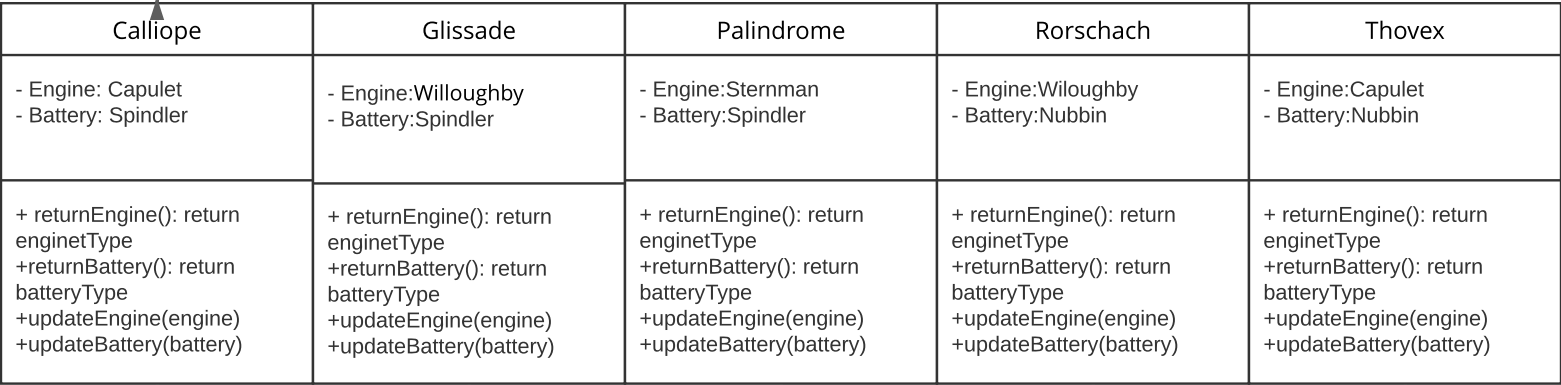 Calliope
- Engine: Capulet
- Battery: Spindler
+ returnEngine(): return
enginetType
+returnBattery(): return
batteryType
+updateEngine(engine)
+updateBattery(battery)
Glissade
- Engine:Willoughby
- Battery:Spindler
+ returnEngine(): return
enginetType
+returnBattery(): return
batteryType
+updateEngine(engine)
+updateBattery(battery)
Palindrome
- Engine:Sternman
- Battery:Spindler
+ returnEngine(): return
enginetType
+returnBattery(): return
batteryType
+updateEngine(engine)
+updateBattery(battery)
Rorschach
- Engine:Wiloughby
- Battery:Nubbin
+ returnEngine(): return
enginetType
+returnBattery(): return
batteryType
+updateEngine(engine)
+updateBattery(battery)
Thovex
- Engine:Capulet
- Battery:Nubbin
+ returnEngine(): return
enginetType
+returnBattery(): return
batteryType
+updateEngine(engine)
+updateBattery(battery)